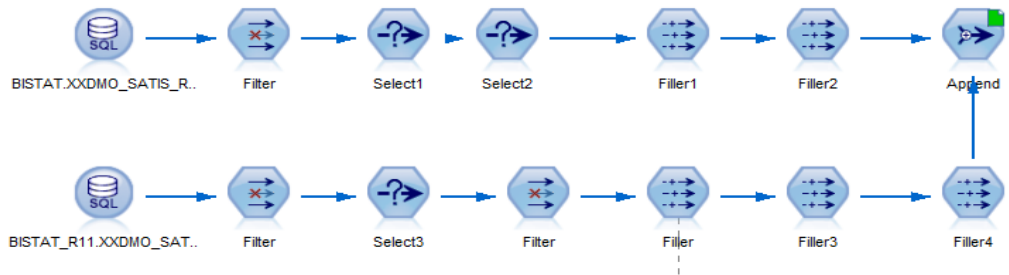 SQL
BISTAT.XXDMO_SATIS_R.. Filter Select1 Select2 Filler1 Filler2 Append
SQL
BISTAT_R11.XXDMO_SAT.. Filter Select3 Filter Filler Filler3 Filler4